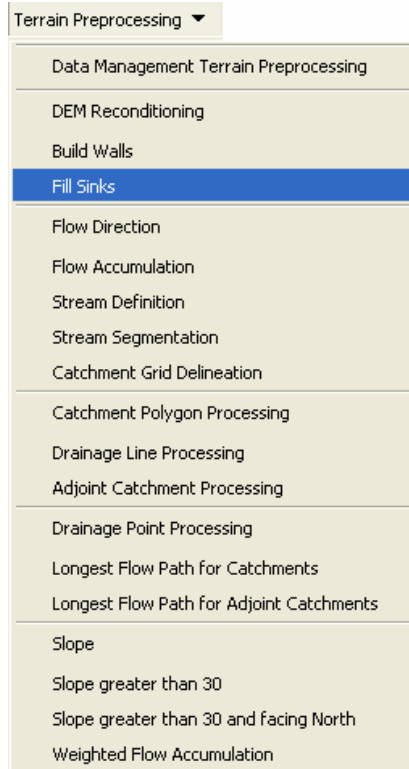 Terrain Preprocessing
Data Management Terrain Preprocessing
DEM Reconditioning
Build Walls
Fill Sinks
Flow Direction
Flow Accumulation
Stream Definition
Stream Segmentation
Catchment Grid Delineation
Catchment Polygon Processing
Drainage Line Processing
Adjoint Catchment Processing
Drainage Point Processing
Longest Flow Path for Catchments
Longest Flow Path for Adjoint Catchments
Slope
Slope greater than 30
Slope greater than 30 and facing North
Weighted Flow Accumulation